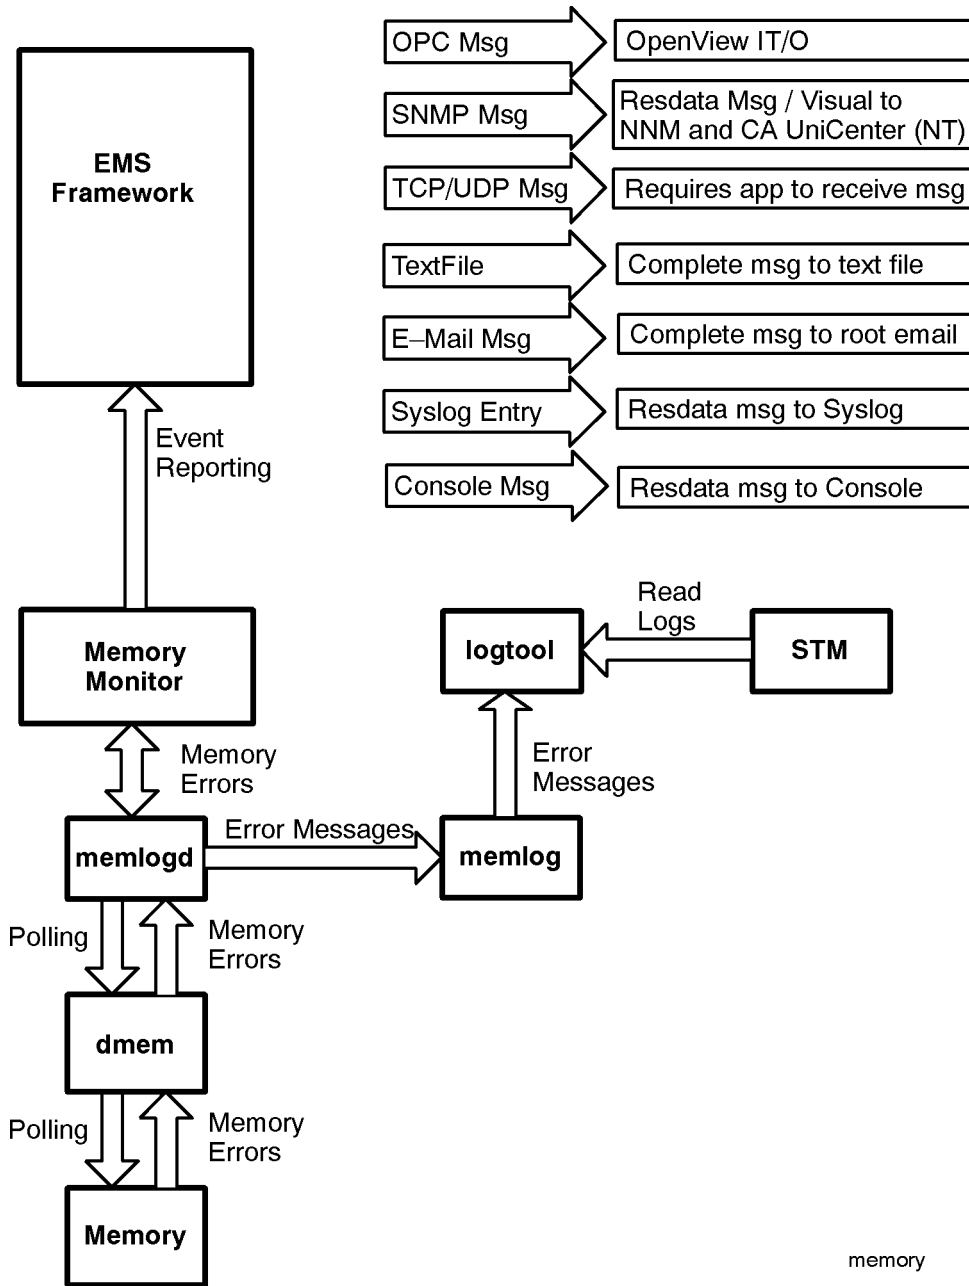 OPC Msg
OpenView IT/O
SNMP Msg
Resdata Msg / Visual to
NNM and CA UniCenter (NT)
EMS
Framework
TCP/UDP Msg
Requires app to receive msg
TextFile
Complete msg to text file
E–Mail Msg
Complete msg to root email
Syslog Entry
Resdata msg to Syslog
Event
Reporting
Console Msg
Resdata msg to Console
Read
Logs
Memory
Monitor
logtool
STM
Memory
Errors
Error
Messages
Error Messages
memlogd
memlog
Polling
Memory
Errors
dmem
Polling
Memory
Errors
Memory
memory